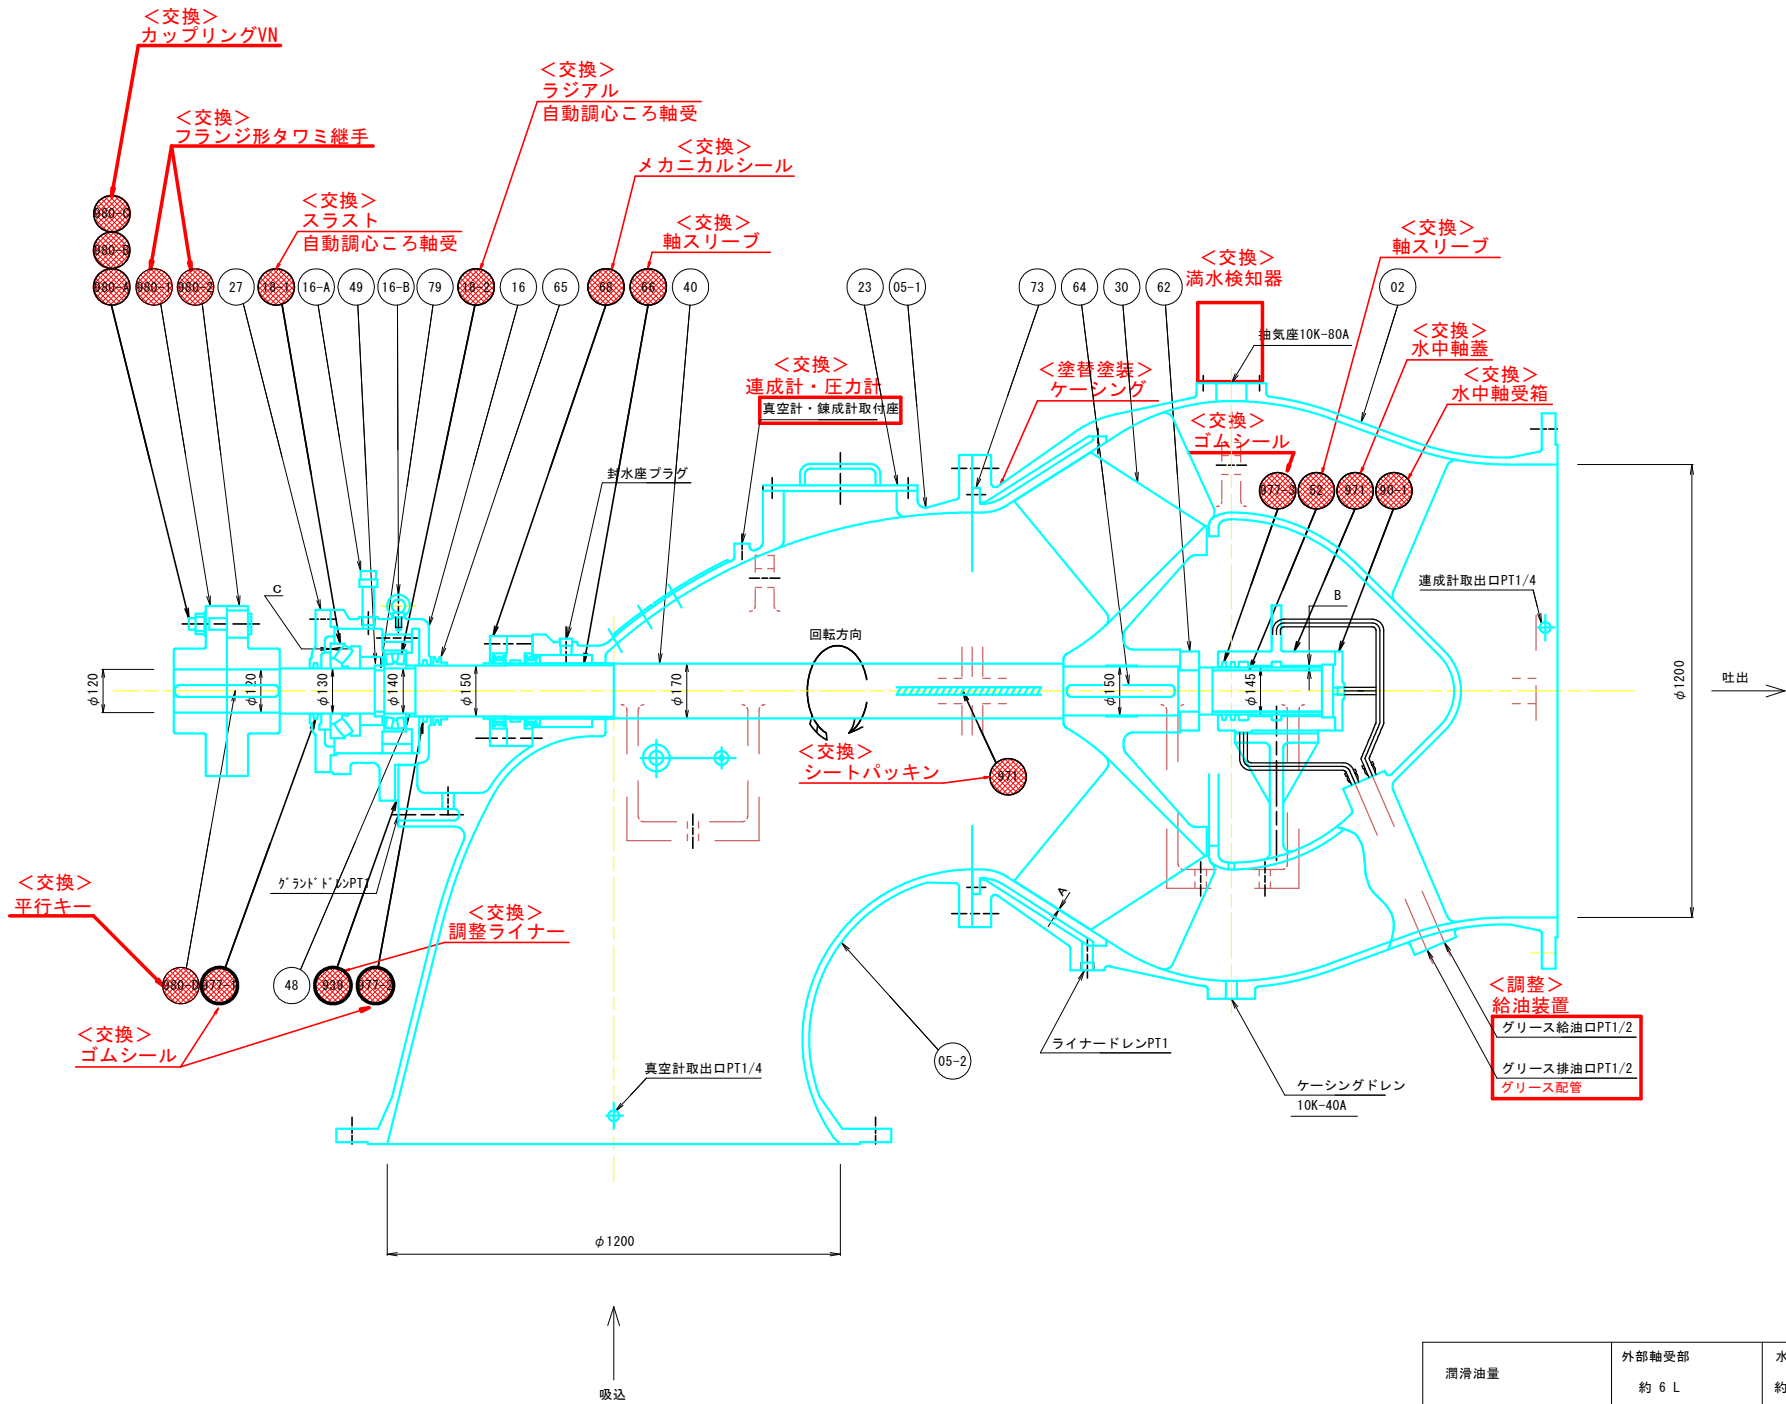 <交換>
カップリングVN
<交換>
フランジ形タワミ継手
<交換>
スラスト
自動調心ころ軸受
<交換>
ラジアル
自動調心ころ軸受
<交換>
メカニカルシール
<交換>
軸スリーブ
<交換>
連成計・圧力計
真空計・錬成計取付座
<塗替塗装>
ケーシング
<交換>
満水検知器
抽気座10K-80A
<交換>
軸スリーブ
<交換>
水中軸蓋
<交換>
水中軸受箱
<交換>
ゴムシール
980-C
980-B
980-A
980-1
980-2
27
18-1
16-A
49
16-B
79
18-2
16
65
68
66
40
23
05-1
73
64
30
62
02
977-3
52
971
90-1
封水座プラグ
連成計取出口PT1/4
C
B
回転方向
φ120
φ120
φ130
φ140
φ150
φ170
φ150
φ145
φ1200
吐出
<交換>
シートパッキン
971
グランドドレンPT1
A
<交換>
平行キー
<交換>
調整ライナー
980-D
977-1
48
939
977-2
<交換>
ゴムシール
真空計取出口PT1/4
05-2
ライナードレンPT1
ケーシングドレン
10K-40A
<調整>
給油装置
グリース給油口PT1/2
グリース排油口PT1/2
グリース配管
φ1200
吸込
潤滑油量
外部軸受部
約 6 L
水
約